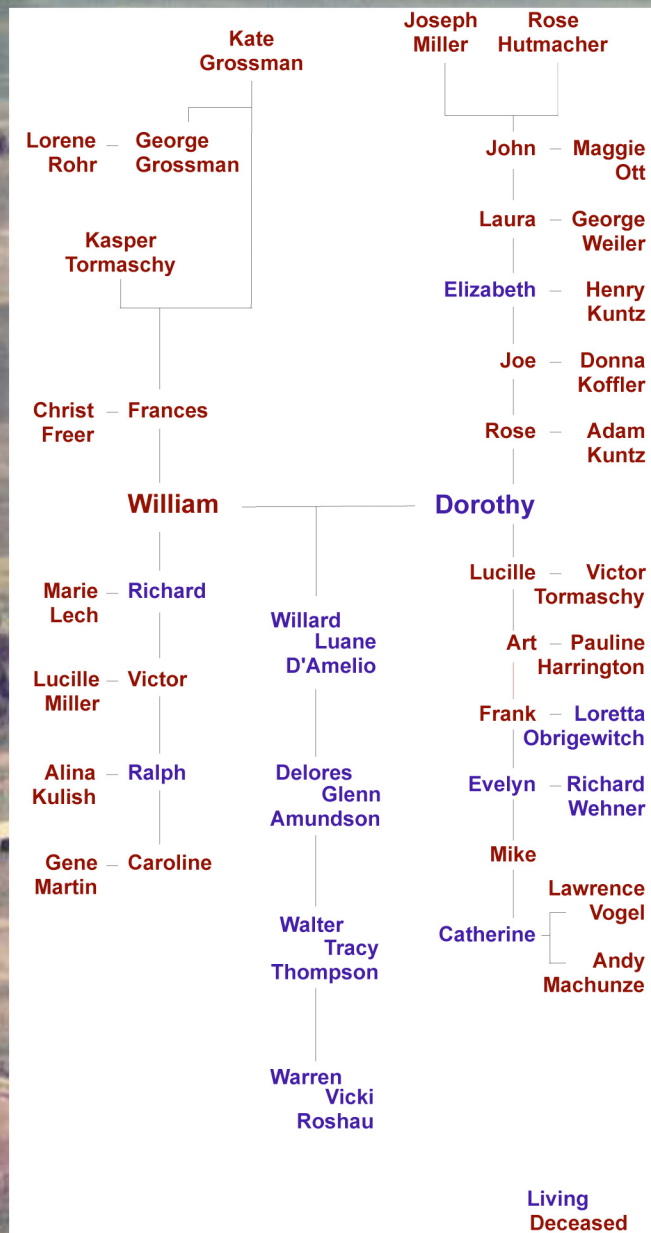 Kate
Grossman
Joseph
Miller
Rose
Hutmacher
Lorene
Rohr
George
Grossman
Kasper
Tormaschy
Christ
Freer
Frances
William
Marie
Lech
Richard
Lucille
Miller
Victor
Alina
Kulish
Ralph
Gene
Martin
Caroline
Willard
Luane
D'Amelio
Delores
Glenn
Amundson
Walter
Tracy
Thompson
Warren
Vicki
Roshau
John
Maggie
Ott
Laura
George
Weiler
Elizabeth
Henry
Kuntz
Joe
Donna
Koffler
Rose
Adam
Kuntz
Dorothy
Lucille
Victor
Tormaschy
Art
Pauline
Harrington
Frank
Loretta
Obrigewitch
Evelyn
Richard
Wehner
Mike
Catherine
Lawrence
Vogel
Andy
Machunze
Living
Deceased